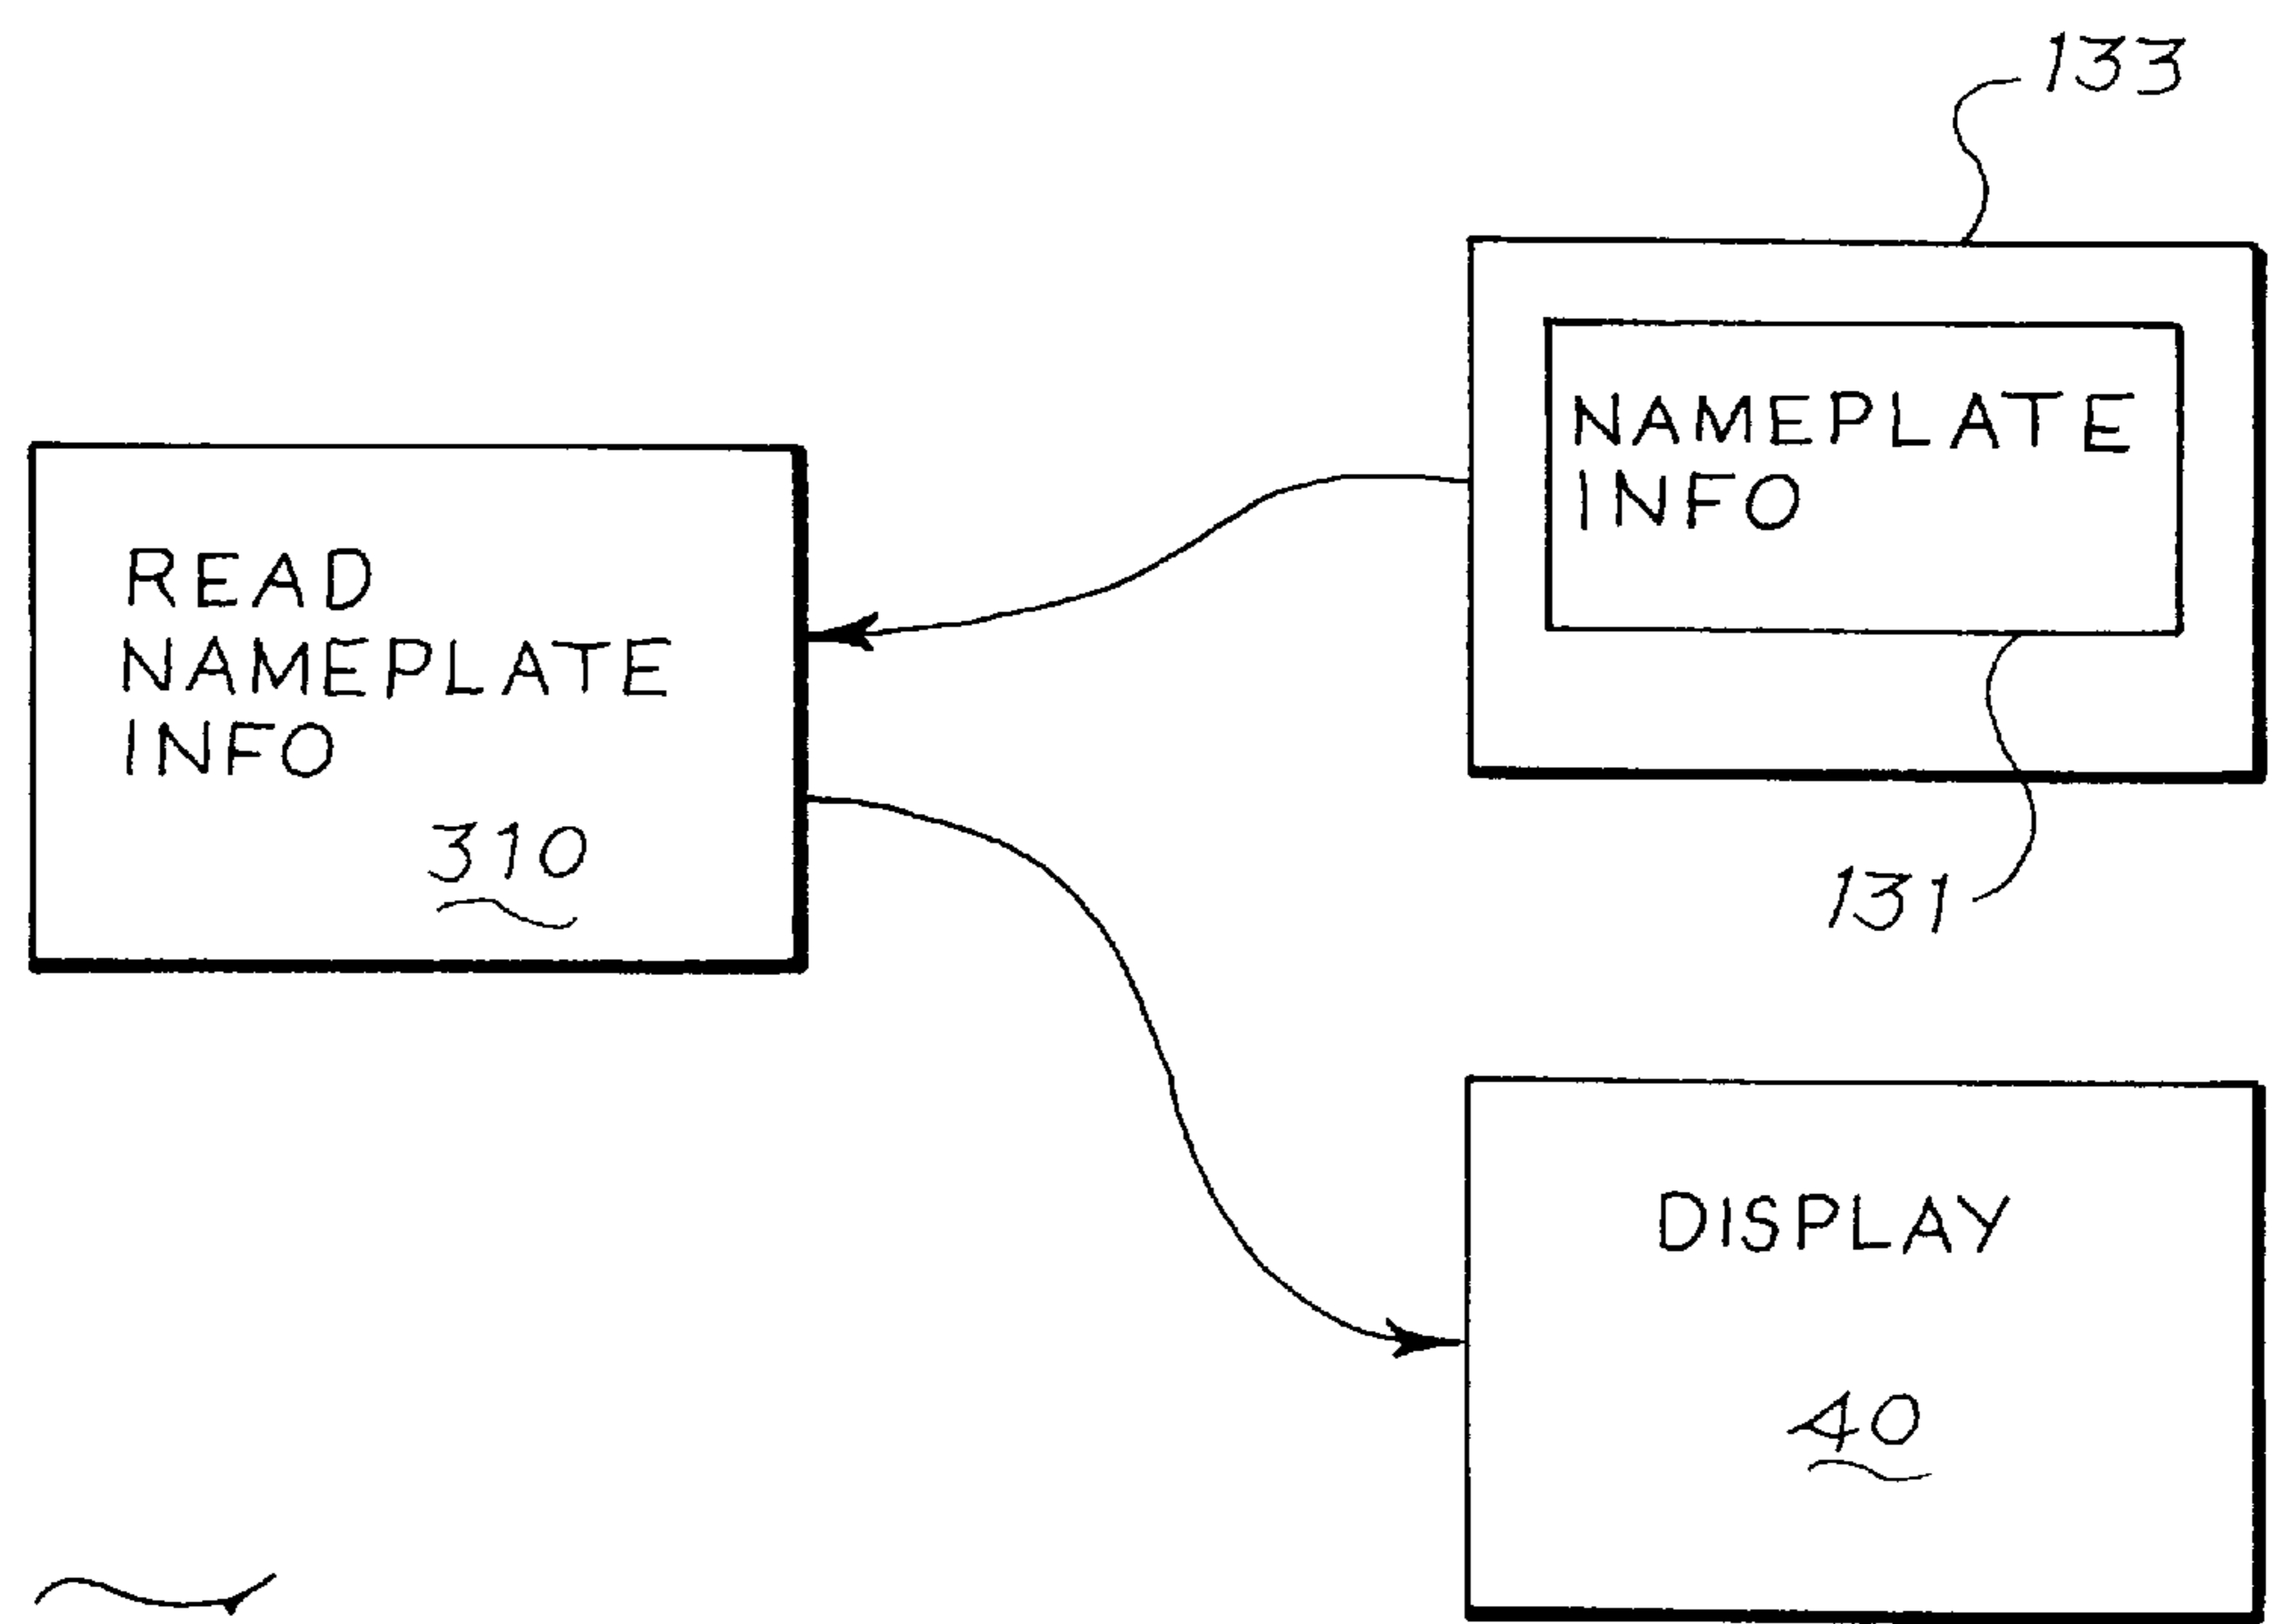 133
NAMEPLATE
INFO
131
READ
NAMEPLATE
INFO
310
DISPLAY
40